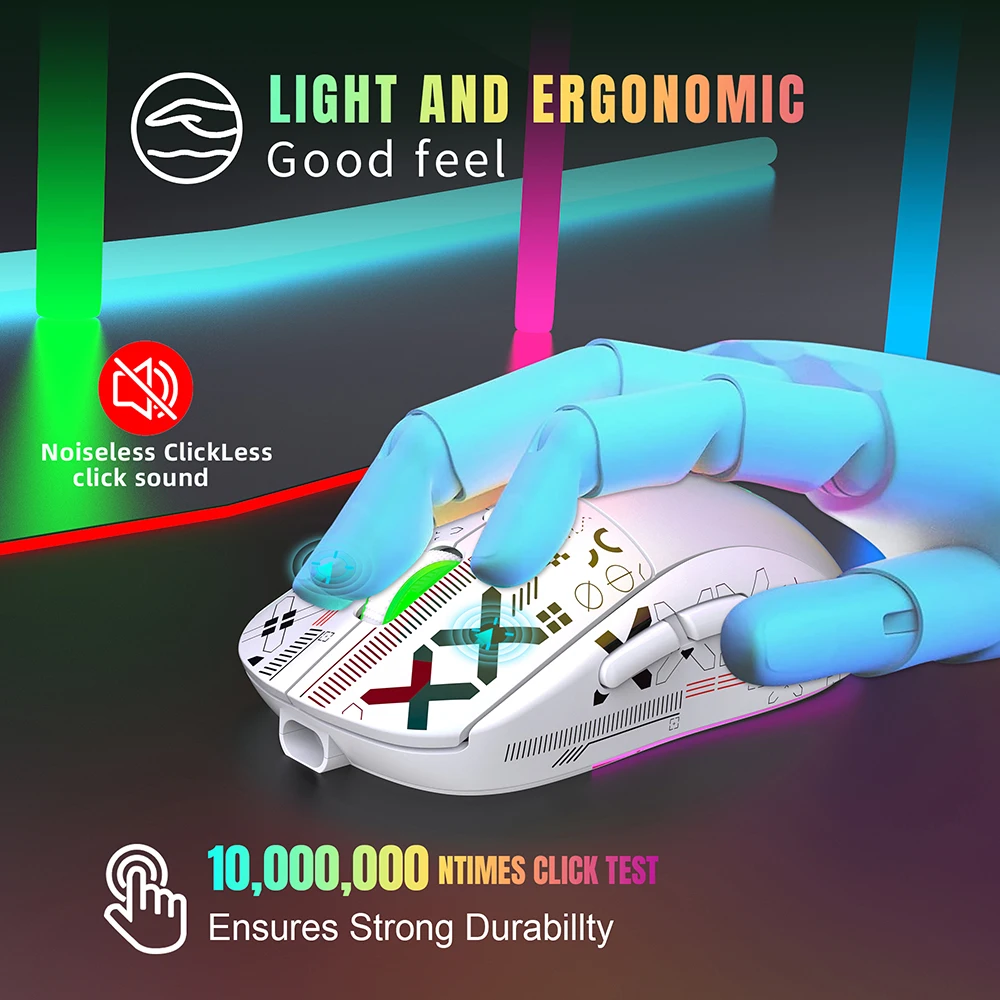 LIGHT AND ERGONOMIC
Good feel
Noiseless ClickLess
click sound
10,000,000 NTIMES CLICK TEST
Ensures Strong Durabillty